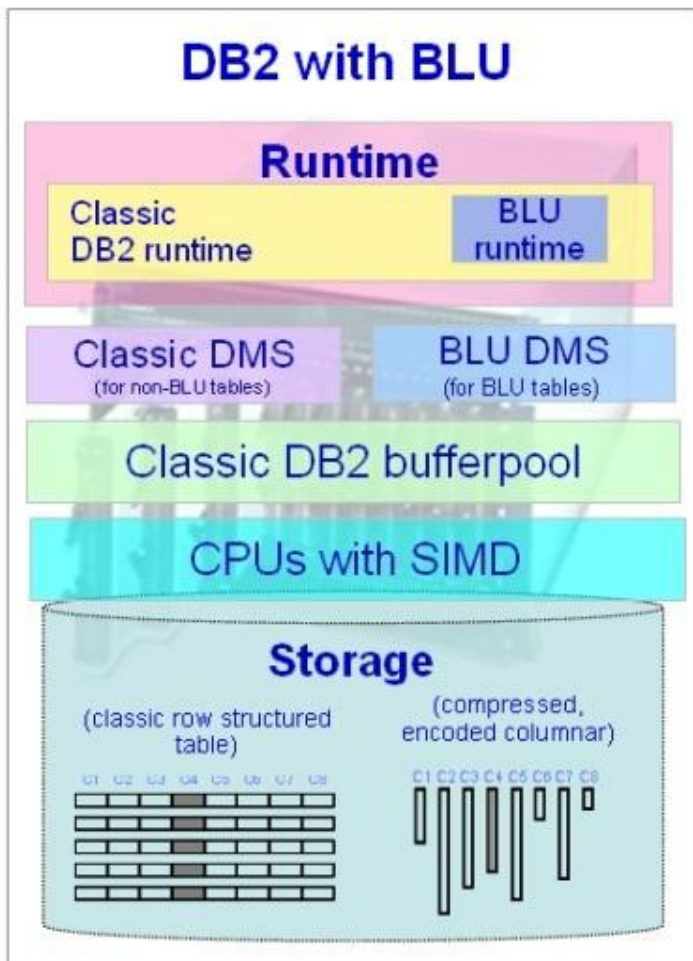 DB2 with BLU
Runtime
Classic
DB2 runtime
BLU
runtime
Classic DMS
(for non-BLU tables)
BLU DMS
(for BLU tables)
Classic DB2 bufferpool
CPUs with SIMD
Storage
(classic row structured
table)
(compressed,
encoded columnar)
C1 C2 C3 C4 C5 C6 C7 C8
C1 C2 C3 C4 C5 C6 C7 C8